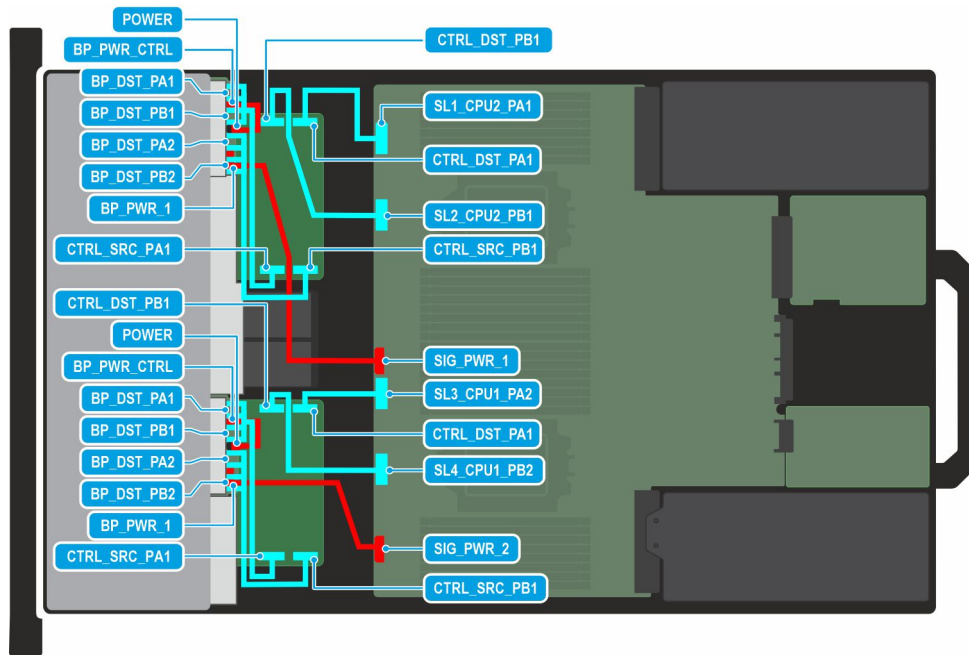 POWER
BP_PWR_CTRL
BP_DST_PA1
BP_DST_PB1
BP_DST_PA2
BP_DST_PB2
BP_PWR_1
CTRL_SRC_PA1
CTRL_DST_PB1
POWER
BP_PWR_CTRL
BP_DST_PA1
BP_DST_PB1
BP_DST_PA2
BP_DST_PB2
BP_PWR_1
CTRL_SRC_PA1
CTRL_DST_PB1
SL1_CPU2_PA1
CTRL_DST_PA1
SL2_CPU2_PB1
CTRL_SRC_PB1
SIG_PWR_1
SL3_CPU1_PA2
CTRL_DST_PA1
SL4_CPU1_PB2
SIG_PWR_2
CTRL_SRC_PB1